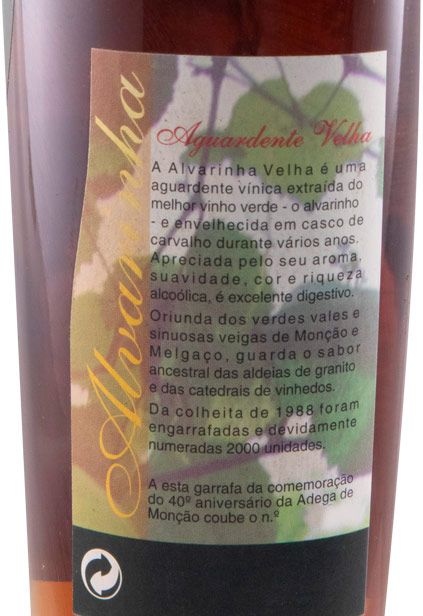 Alvarinha
Aguardente Velha
A Alvarinha Velha é uma
aguardente vínica extraída do
melhor vinho verde - o alvarinho
- e envelhecida em casco de
carvalho durante vários anos.
Apreciada pelo seu aroma,
suavidade, cor e riqueza
alcoólica, é excelente digestivo.
Oriunda dos verdes vales e
sinuosas veigas de Monção e
Melgaço, guarda o sabor
ancestral das aldeias de granito
e das catedrais de vinhedos.
Da colheita de 1988 foram
engarrafadas e devidamente
numeradas 2000 unidades.
A esta garrafa da comemoração
do 40º aniversário da Adega de
Monção coube o n.º